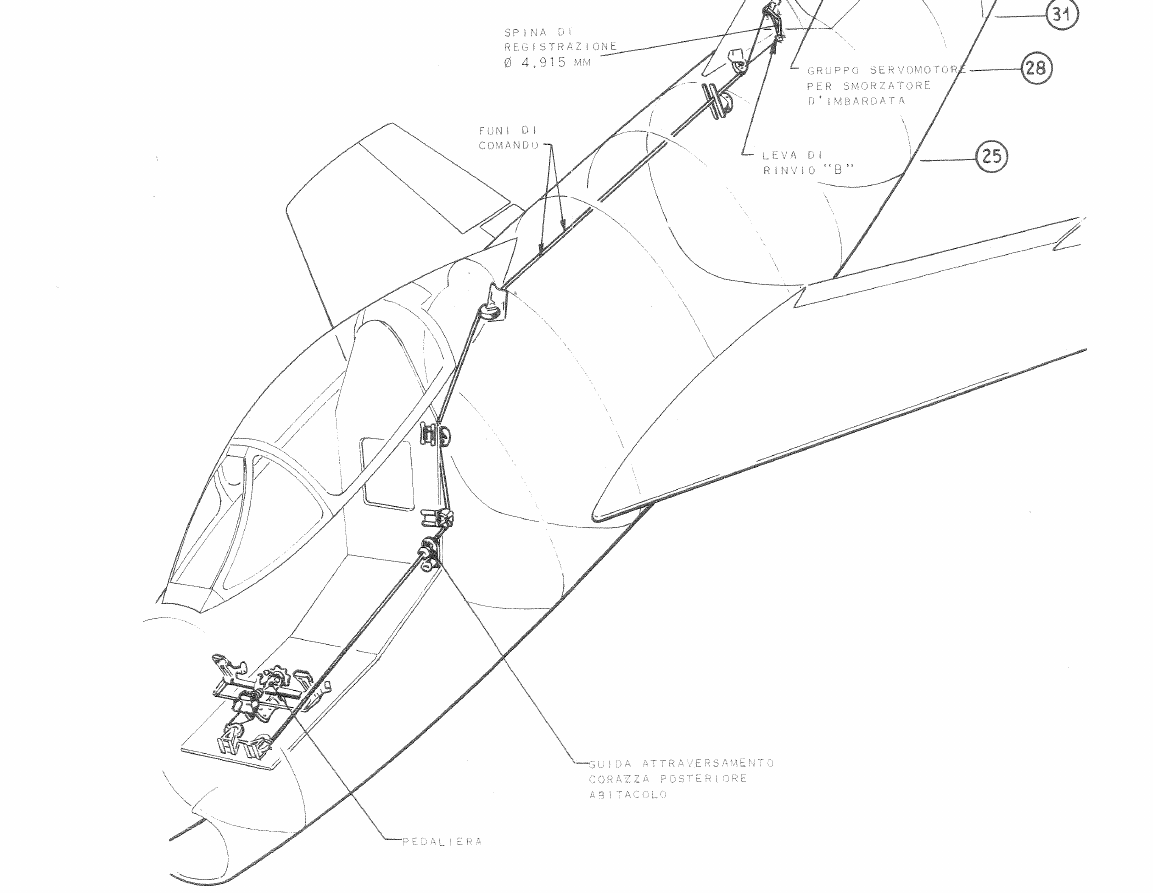 31
SPINA DI
REGISTRAZIONE
Ø 4,915 MM
GRUPPO SERVOMOTORE
PER SMORZATORE
D'IMBARDATA
28
FUNI DI
COMANDO
LEVA DI
RINVIO "B"
25
GUIDA ATTRAVERSAMENTO
CORAZZA POSTERIORE
ABITACOLO
PEDALIERA